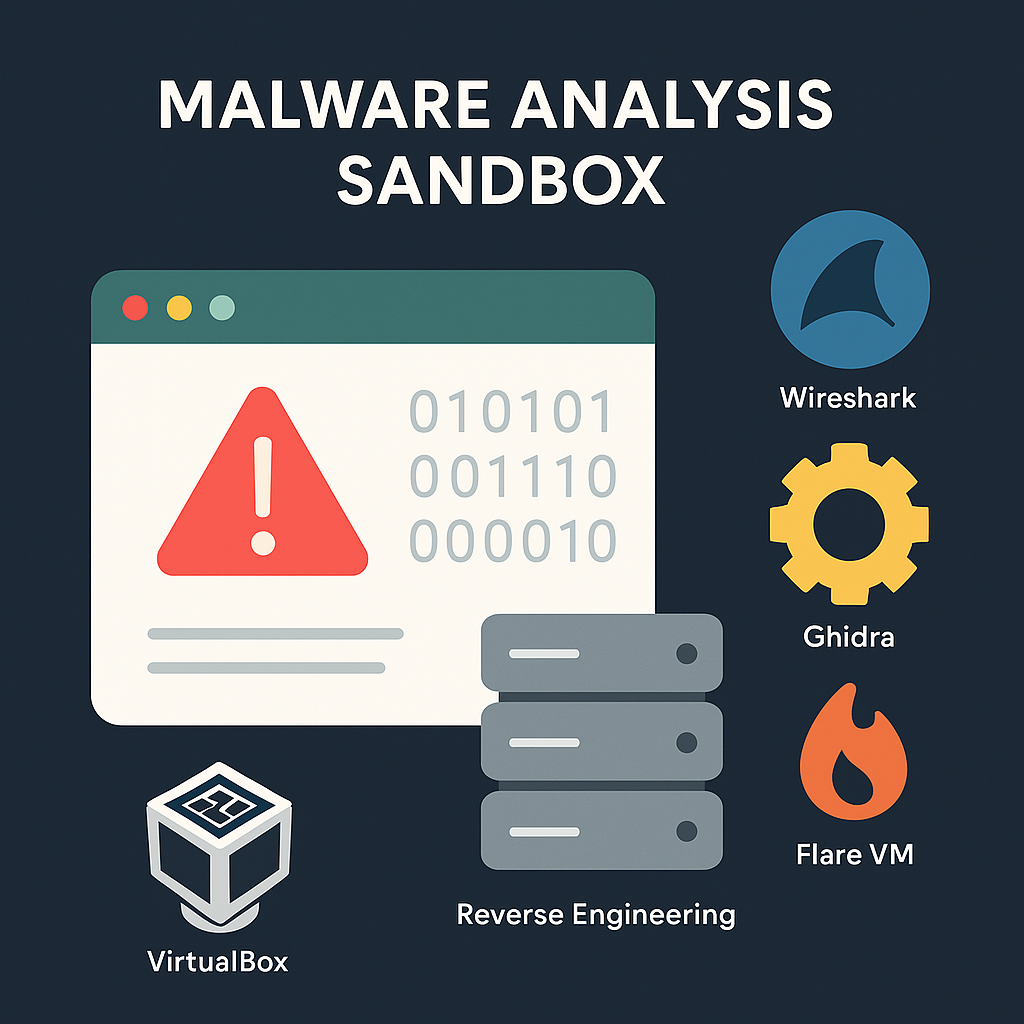 MALWARE ANALYSIS
SANDBOX
010101
001110
000010
Wireshark
Ghidra
Flare VM
Reverse Engineering
VirtualBox